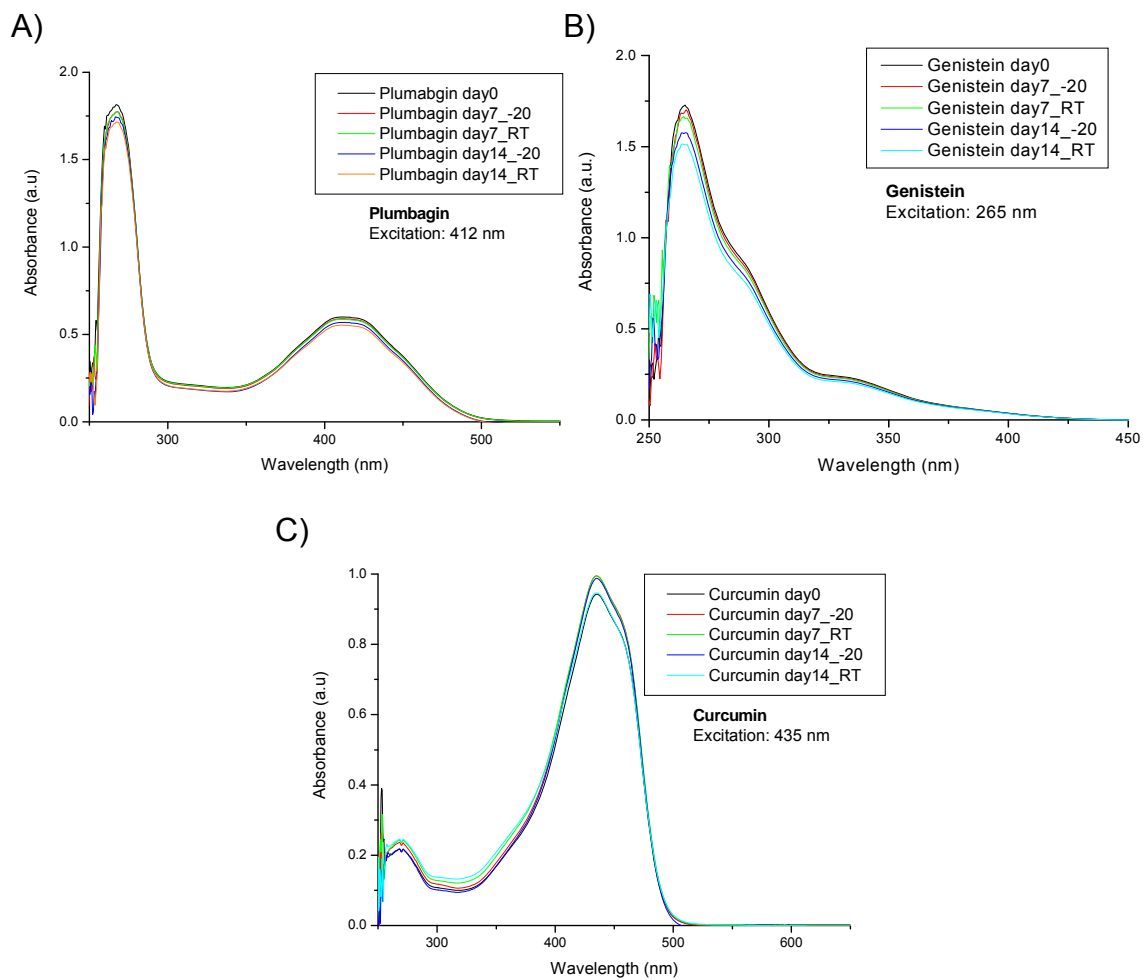 A)
Absorbance (a.u)
2.0
1.5
1.0
0.5
0.0
300
400
500
Wavelength (nm)
Plumabgin day0
Plumbagin day7_-20
Plumbagin day7_RT
Plumbagin day14_-20
Plumbagin day14_RT
Plumbagin
Excitation: 412 nm
B)
Absorbance (a.u.)
2.0
1.5
1.0
0.5
0.0
250
300
350
400
450
Wavelength (nm)
Genistein day0
Genistein day7_-20
Genistein day7_RT
Genistein day14_-20
Genistein day14_RT
Genistein
Excitation: 265 nm
C)
Absorbance (a.u)
1.0
0.8
0.6
0.4
0.2
0.0
300
400
500
600
Wavelength (nm)
Curcumin day0
Curcumin day7_-20
Curcumin day7_RT
Curcumin day14_-20
Curcumin day14_RT
Curcumin
Excitation: 435 nm